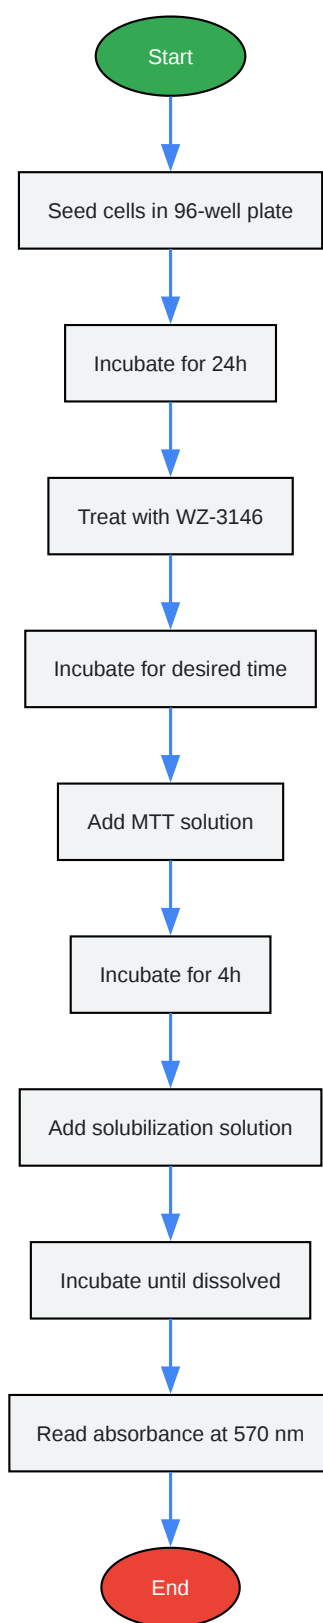 Start
Seed cells in 96-well plate
Incubate for 24h
Treat with WZ-3146
Incubate for desired time
Add MTT solution
Incubate for 4h
Add solubilization solution
Incubate until dissolved
Read absorbance at 570 nm
End